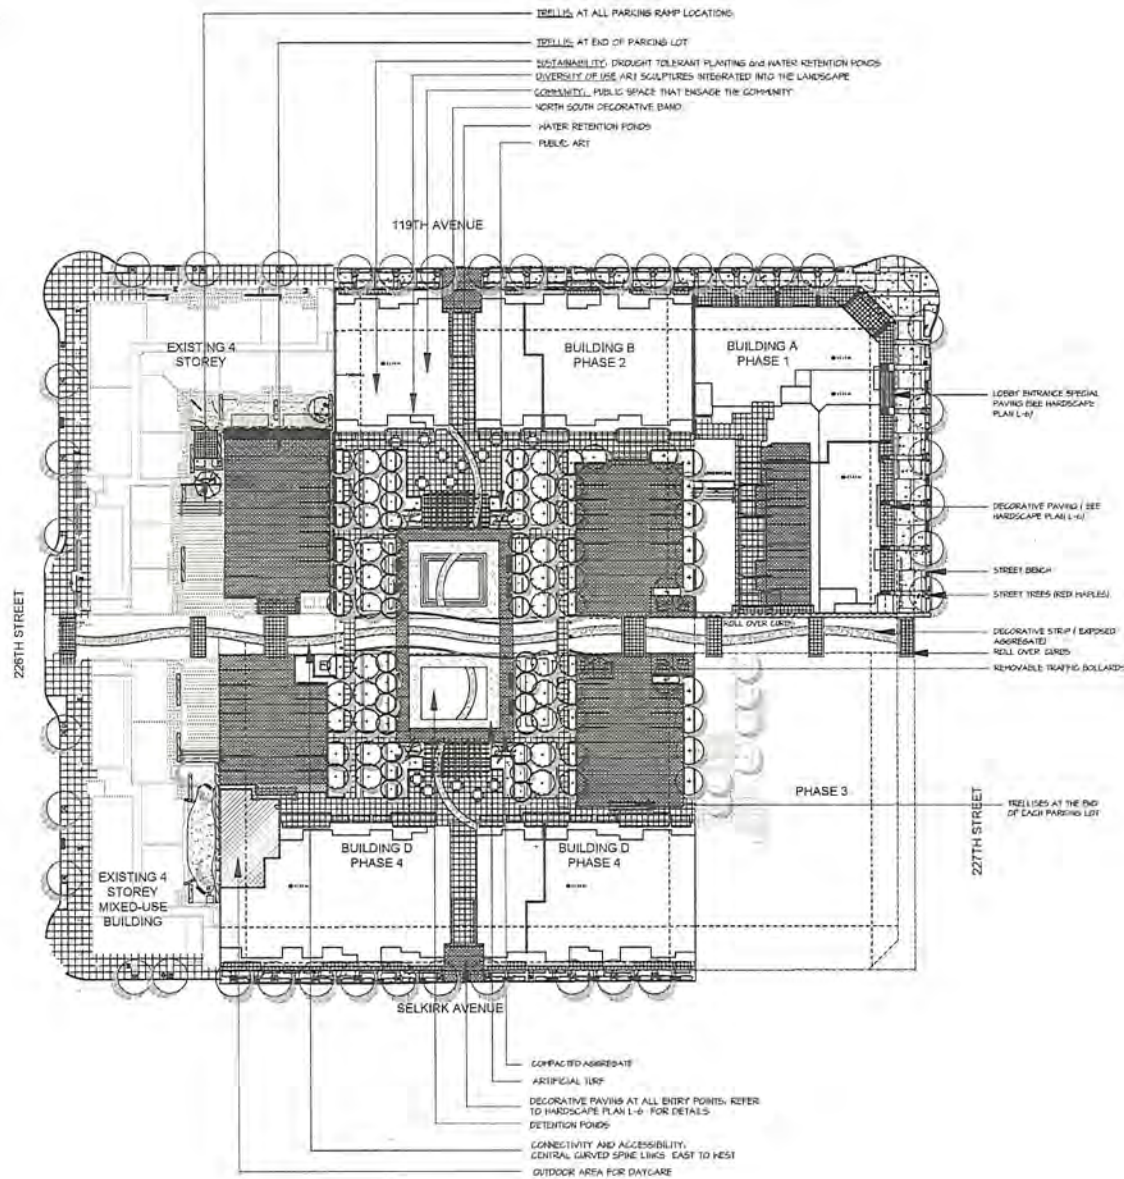 TRELLIS AT ALL PARKING RAMP LOCATIONS
TRELLIS AT END OF PARKING LOT
SUSTAINABILITY: DROUGHT TOLERANT PLANTING and WATER RETENTION PONDS
DIVERSITY OF USE ART SCULPTURES INTEGRATED INTO THE LANDSCAPE
COMMUNITY: PUBLIC SPACE THAT ENGAGE THE COMMUNITY
NORTH SOUTH DECORATIVE BAND
WATER RETENTION PONDS
PUBLIC ART
119TH AVENUE
EXISTING 4
STOREY
BUILDING B
PHASE 2
BUILDING A
PHASE 1
LOBBY ENTRANCE SPECIAL
PAVING (SEE HARDSCAPE
PLAN L-6)
DECORATIVE PAVING ( SEE
HARDSCAPE PLAN L-6)
STREET BENCH
STREET TREES (RED MAPLES)
226TH STREET
ROLL OVER CURBS
DECORATIVE STRIP ( EXPOSED
AGGREGATE)
ROLL OVER CURBS
REMOVABLE TRAFFIC BOLLARDS
PHASE 3
227TH STREET
TRELLISES AT THE END
OF EACH PARKING LOT
BUILDING D
PHASE 4
BUILDING D
PHASE 4
EXISTING 4
STOREY
MIXED-USE
BUILDING
SELKIRK AVENUE
COMPACTED AGGREGATE
ARTIFICIAL TURF
DECORATIVE PAVING AT ALL ENTRY POINTS. REFER
TO HARDSCAPE PLAN L-6 FOR DETAILS
DETENTION PONDS
CONNECTIVITY AND ACCESSIBILITY:
CENTRAL CURVED SPINE LINKS EAST TO WEST
OUTDOOR AREA FOR DAYCARE